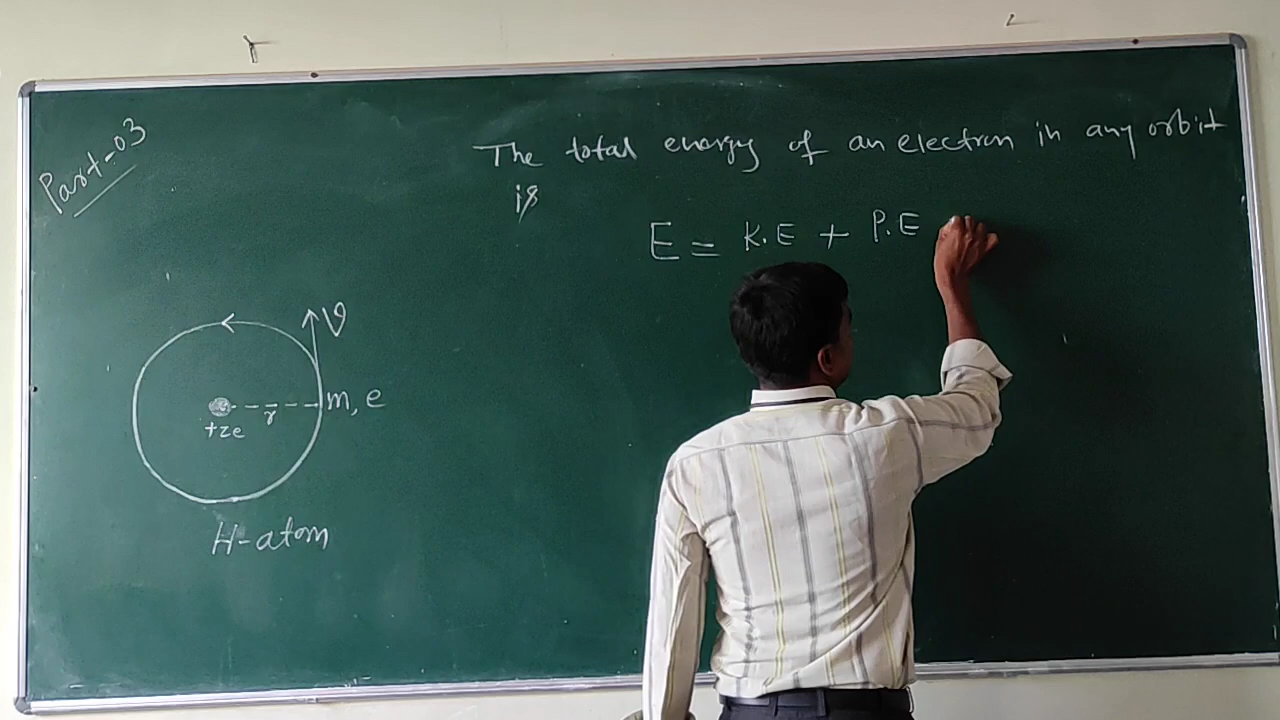 Part-03
The total energy of an electron in any orbit
is
E = K.E + P.E
v
+ze - - r - - m, e
H-atom